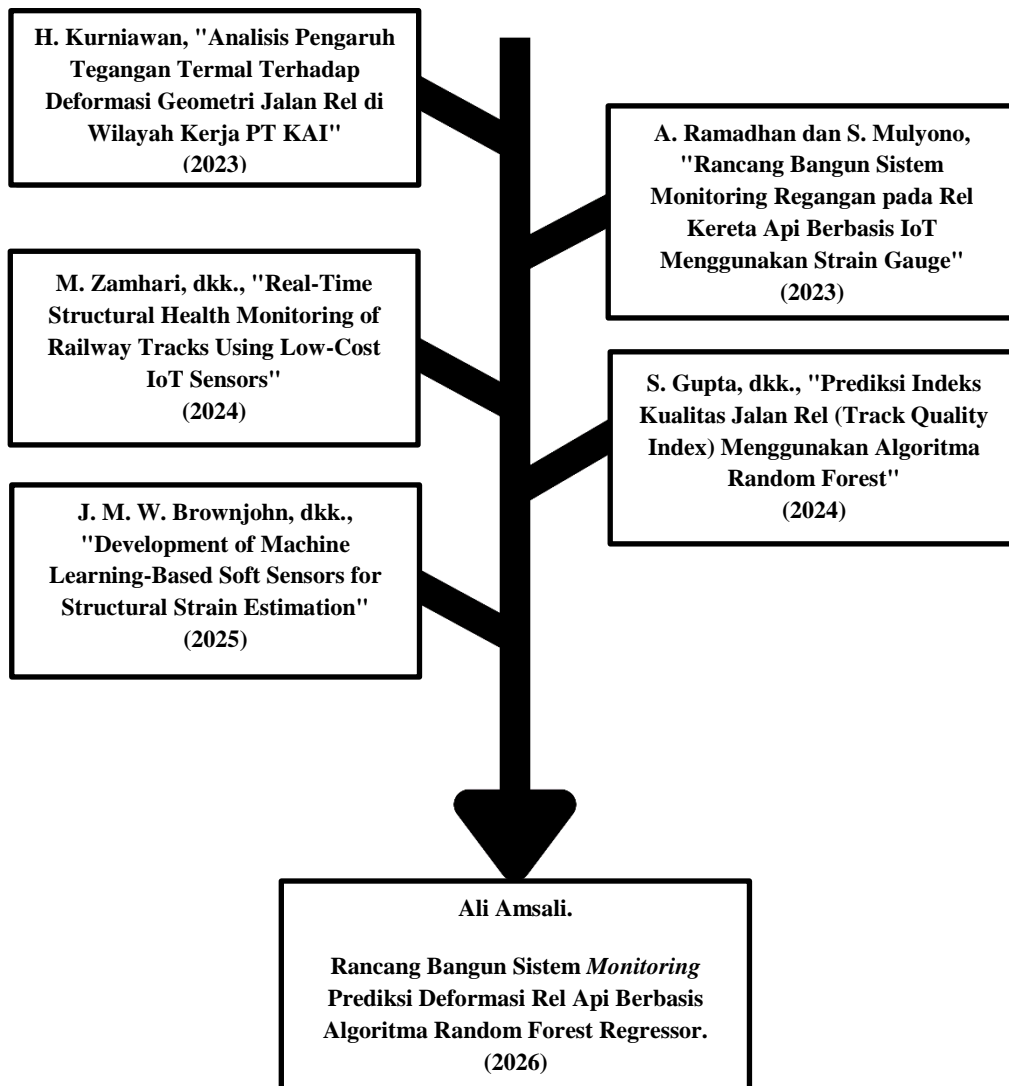 H. Kurniawan, "Analisis Pengaruh
Tegangan Termal Terhadap
Deformasi Geometri Jalan Rel di
Wilayah Kerja PT KAI"
(2023)
A. Ramadhan dan S. Mulyono,
"Rancang Bangun Sistem
Monitoring Regangan pada Rel
Kereta Api Berbasis IoT
Menggunakan Strain Gauge"
(2023)
M. Zamhari, dkk., "Real-Time
Structural Health Monitoring of
Railway Tracks Using Low-Cost
IoT Sensors"
(2024)
S. Gupta, dkk., "Prediksi Indeks
Kualitas Jalan Rel (Track Quality
Index) Menggunakan Algoritma
Random Forest"
(2024)
J. M. W. Brownjohn, dkk.,
"Development of Machine
Learning-Based Soft Sensors for
Structural Strain Estimation"
(2025)
Ali Amsali.
Rancang Bangun Sistem Monitoring
Prediksi Deformasi Rel Api Berbasis
Algoritma Random Forest Regressor.
(2026)